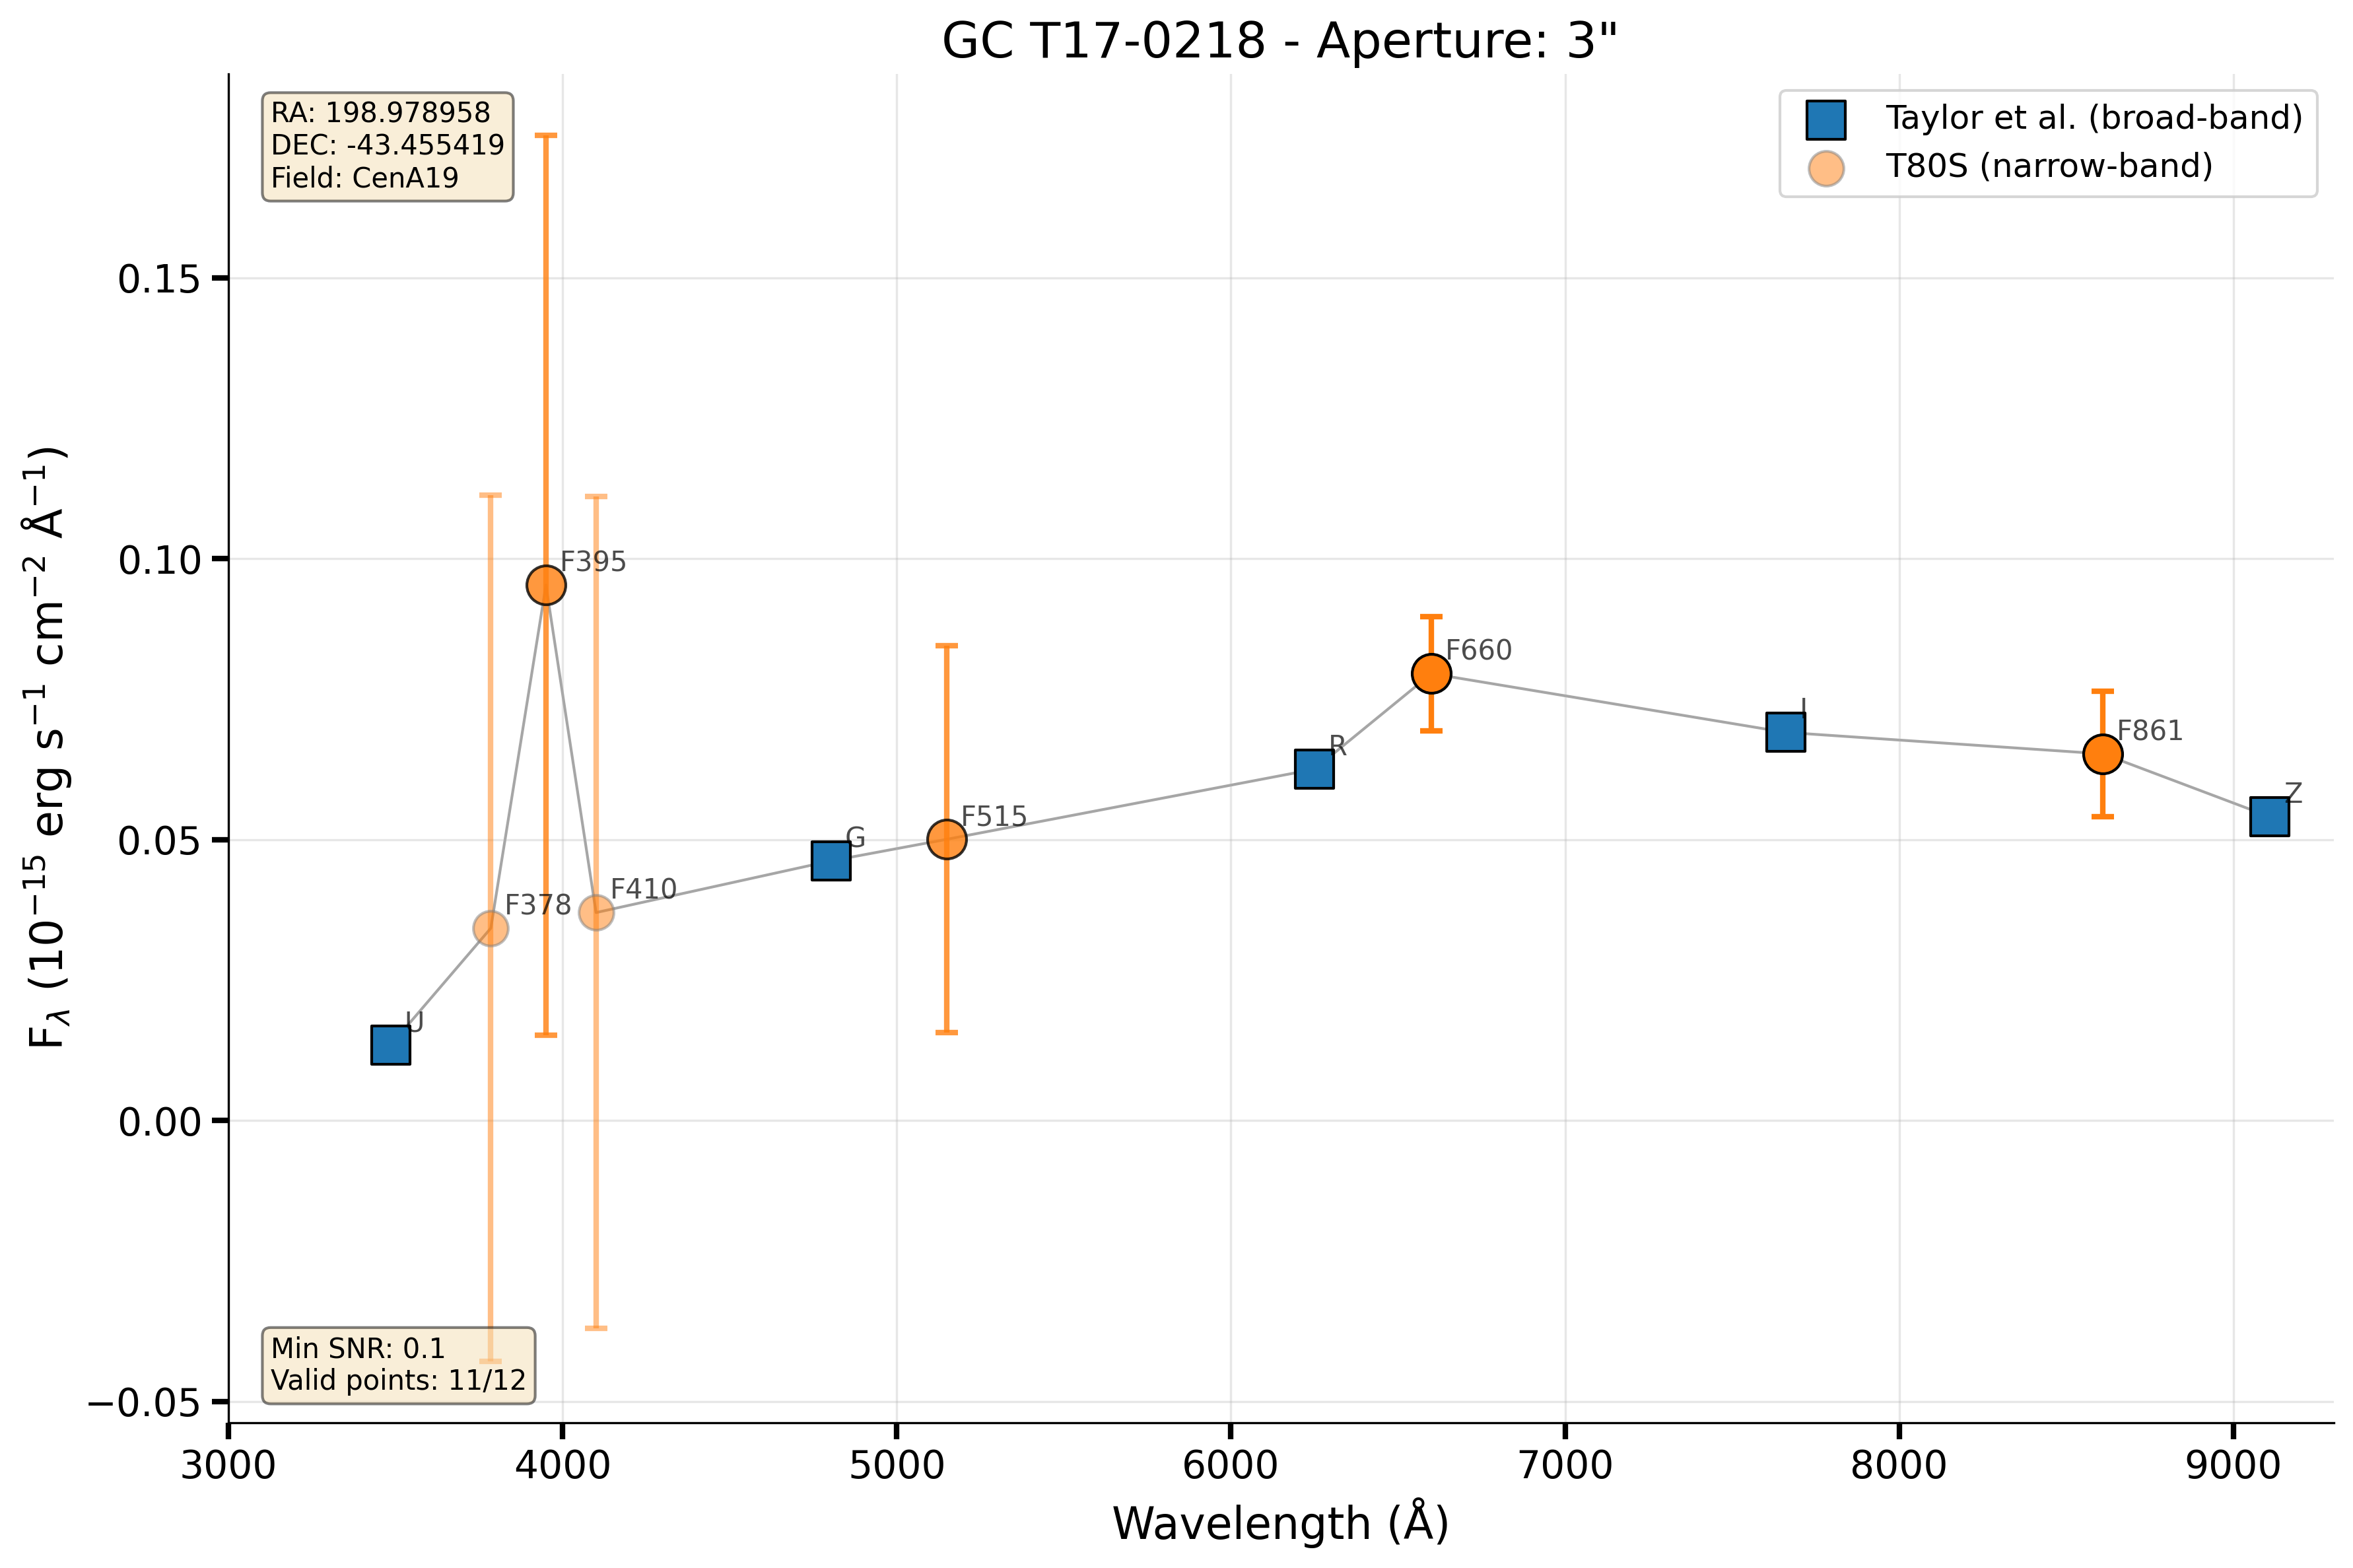 GC T17-0218 - Aperture: 3"
RA: 198.978958
DEC: -43.455419
Field: CenA19
Taylor et al. (broad-band)
T80S (narrow-band)
F_λ (10⁻¹⁵ erg s⁻¹ cm⁻² Å⁻¹)
0.15
0.10
0.05
0.00
−0.05
F395
F660
I
F861
R
Z
F515
G
F410
F378
U
Min SNR: 0.1
Valid points: 11/12
3000 4000 5000 6000 7000 8000 9000
Wavelength (Å)